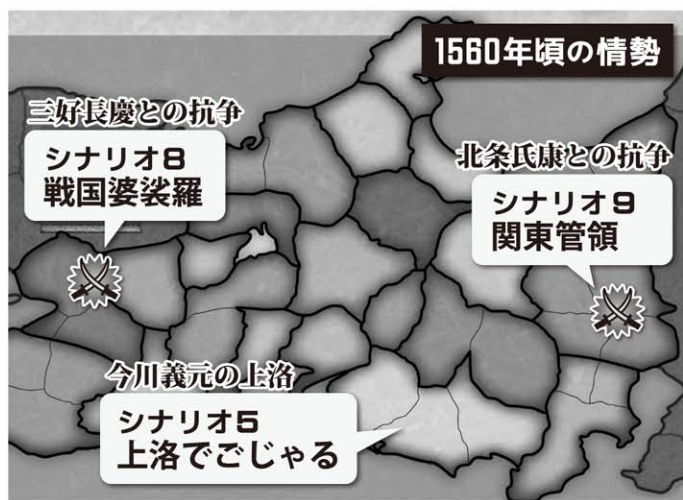 1560年頃の情勢
三好長慶との抗争
シナリオ8
戦国婆娑羅
北条氏康との抗争
シナリオ9
関東管領
今川義元の上洛
シナリオ5
上洛でごじゃる